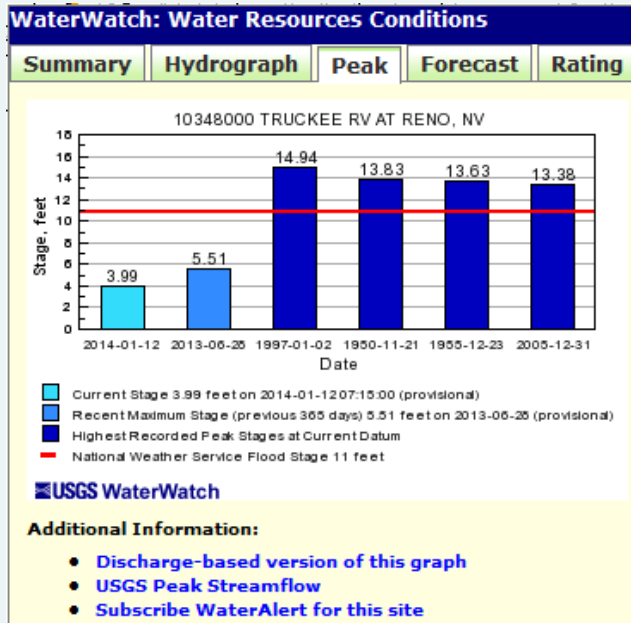 WaterWatch: Water Resources Conditions
Summary Hydrograph Peak Forecast Rating
10348000 TRUCKEE RV AT RENO, NV
Stage, feet
18
16
14
12
10
8
6
4
2
0
3.99
5.51
14.94
13.83
13.63
13.38
2014-01-12 2013-06-26 1997-01-02 1950-11-21 1955-12-23 2005-12-31
Date
Current Stage 3.99 feet on 2014-01-12 07:15:00 (provisional)
Recent Maximum Stage (previous 365 days) 5.51 feet on 2013-06-26 (provisional)
Highest Recorded Peak Stages at Current Datum
National Weather Service Flood Stage 11 feet
USGS WaterWatch
Additional Information:
• Discharge-based version of this graph
• USGS Peak Streamflow
• Subscribe WaterAlert for this site